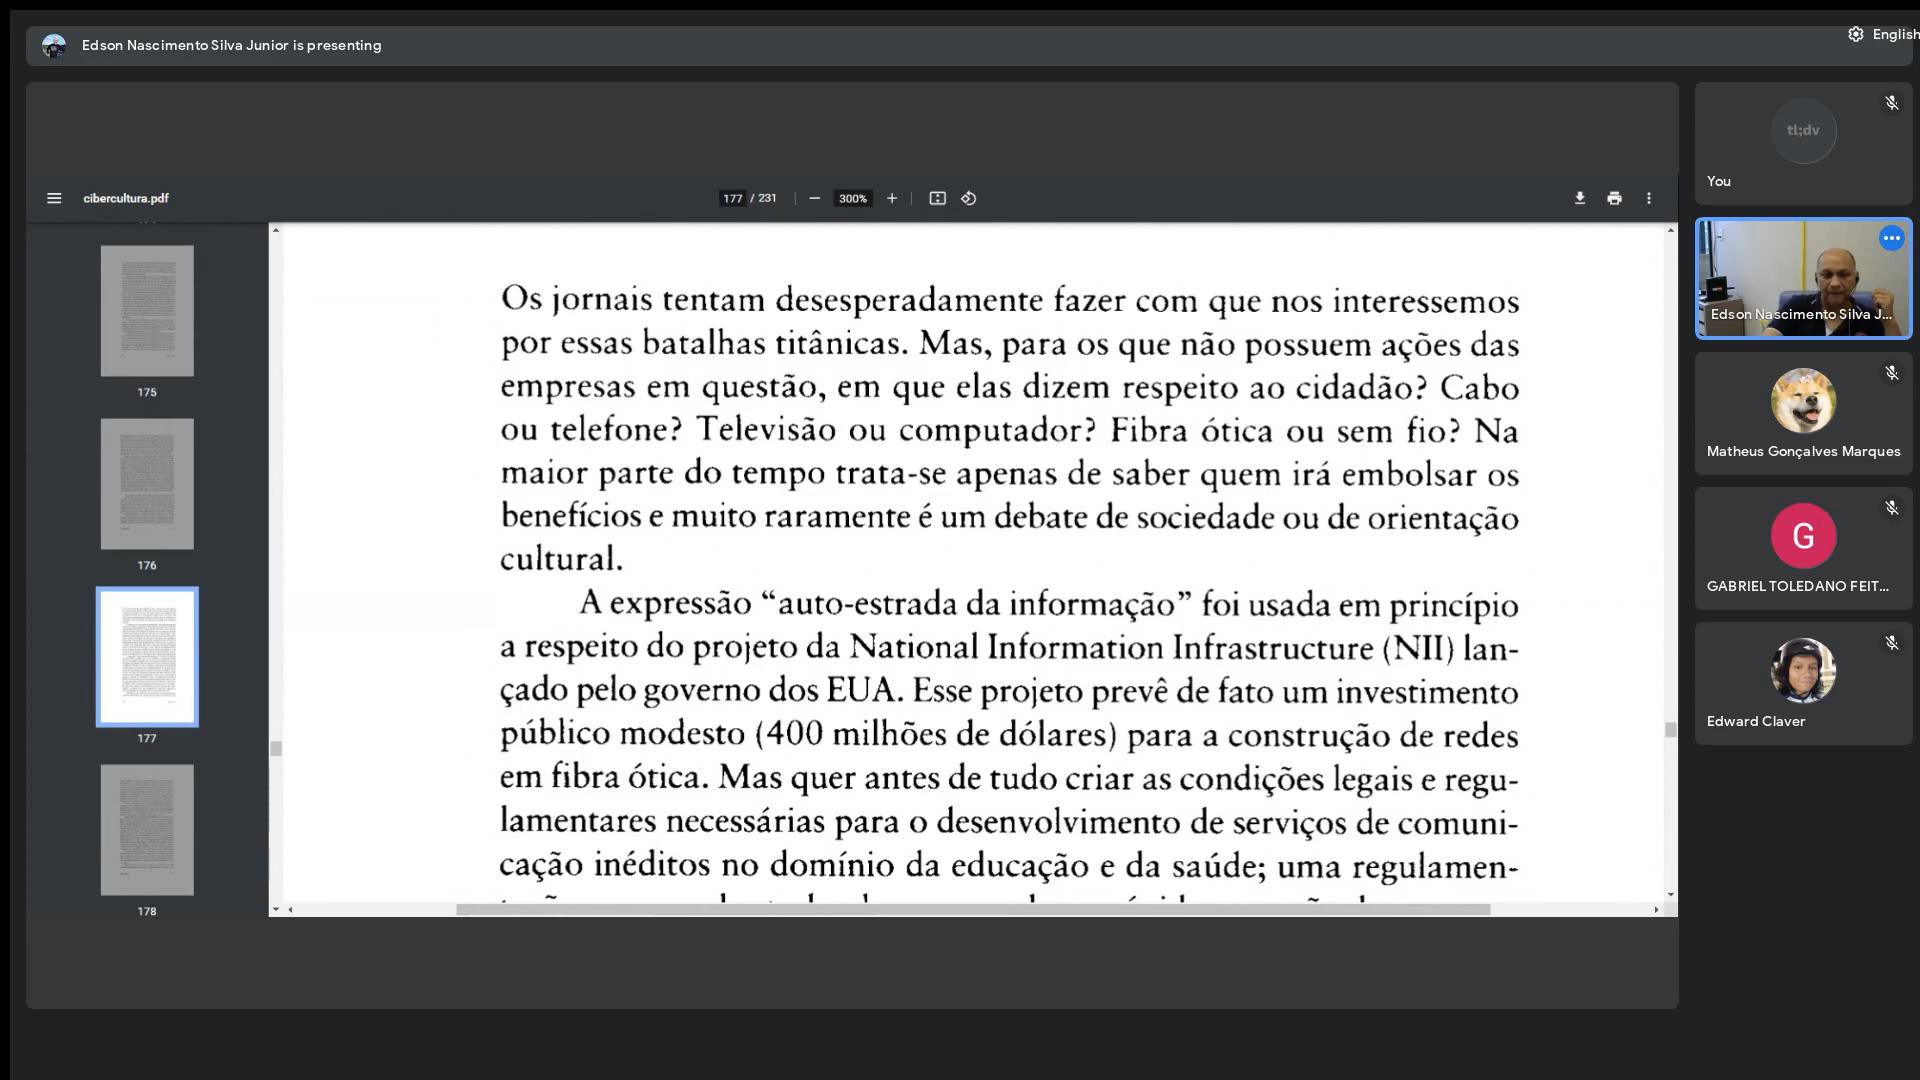 Edson Nascimento Silva Junior is presenting
English
cibercultura.pdf
177 / 231
300%
175
176
177
178
Os jornais tentam desesperadamente fazer com que nos interessemos
por essas batalhas titânicas. Mas, para os que não possuem ações das
empresas em questão, em que elas dizem respeito ao cidadão? Cabo
ou telefone? Televisão ou computador? Fibra ótica ou sem fio? Na
maior parte do tempo trata-se apenas de saber quem irá embolsar os
benefícios e muito raramente é um debate de sociedade ou de orientação
cultural.
A expressão “auto-estrada da informação” foi usada em princípio
a respeito do projeto da National Information Infrastructure (NII) lan-
çado pelo governo dos EUA. Esse projeto prevê de fato um investimento
público modesto (400 milhões de dólares) para a construção de redes
em fibra ótica. Mas quer antes de tudo criar as condições legais e regu-
lamentares necessárias para o desenvolvimento de serviços de comuni-
cação inéditos no domínio da educação e da saúde; uma regulamen-
tl;dv
You
Edson Nascimento Silva J...
Matheus Gonçalves Marques
G
GABRIEL TOLEDANO FEIT...
Edward Claver